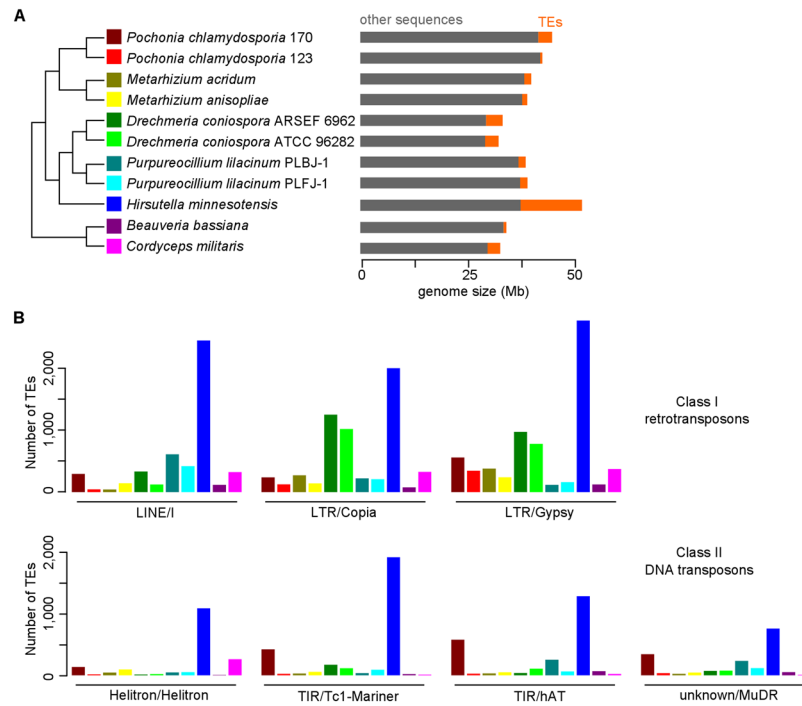 A
other sequences TEs
Pochonia chlamydosporia 170
Pochonia chlamydosporia 123
Metarhizium acridum
Metarhizium anisopliae
Drechmeria coniospora ARSEF 6962
Drechmeria coniospora ATCC 96282
Purpureocillium lilacinum PLBJ-1
Purpureocillium lilacinum PLFJ-1
Hirsutella minnesotensis
Beauveria bassiana
Cordyceps militaris
0 25 50
genome size (Mb)
B
Number of TEs
2,000
1,000
0
Class I
retrotransposons
LINE/I LTR/Copia LTR/Gypsy
Number of TEs
2,000
1,000
0
Class II
DNA transposons
Helitron/Helitron TIR/Tc1-Mariner TIR/hAT unknown/MuDR